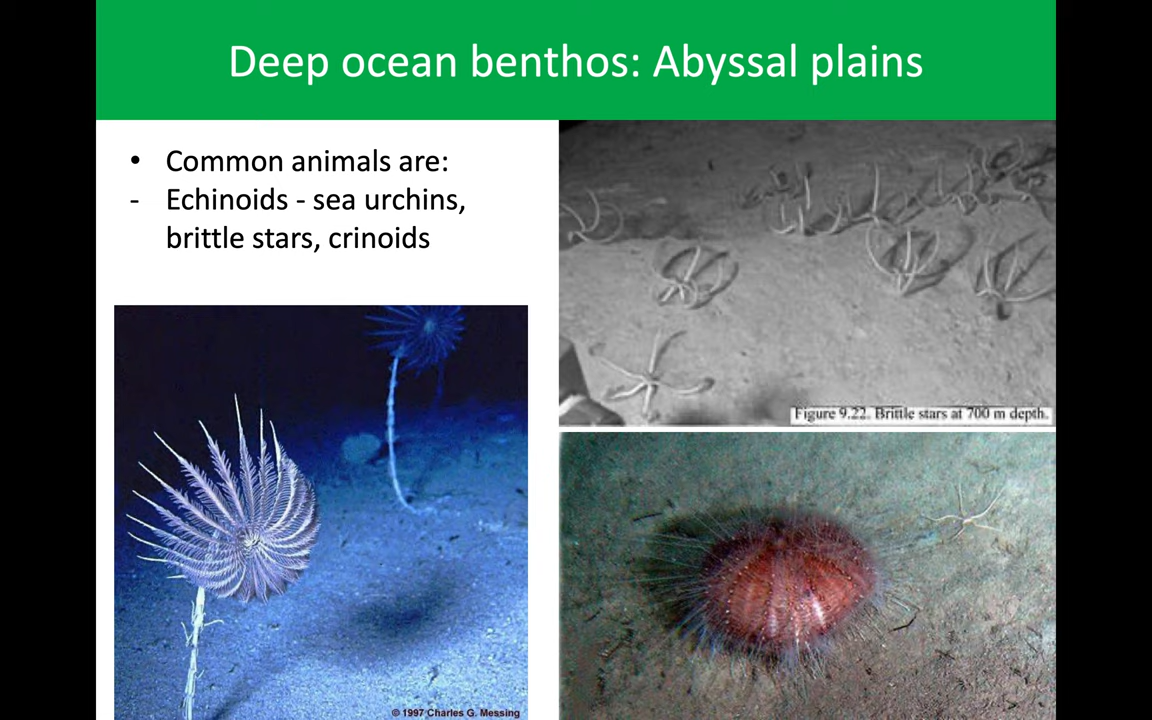 Deep ocean benthos: Abyssal plains
• Common animals are:
- Echinoids - sea urchins,
brittle stars, crinoids
Figure 9.22. Brittle stars at 700 m depth.
© 1997 Charles G. Messing